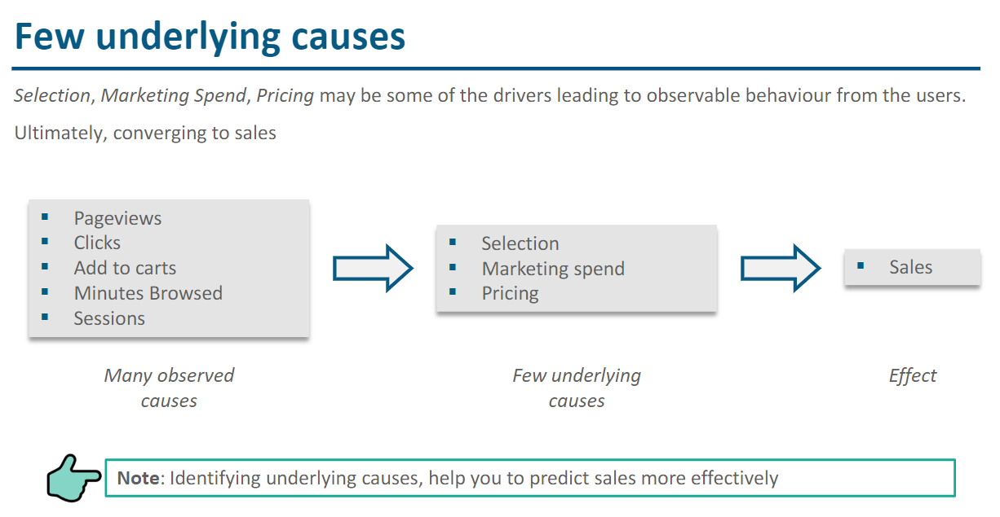 Few underlying causes
Selection, Marketing Spend, Pricing may be some of the drivers leading to observable behaviour from the users.
Ultimately, converging to sales
Pageviews
Clicks
Add to carts
Minutes Browsed
Sessions
Many observed
causes
Selection
Marketing spend
Pricing
Few underlying
causes
Sales
Effect
Note: Identifying underlying causes, help you to predict sales more effectively